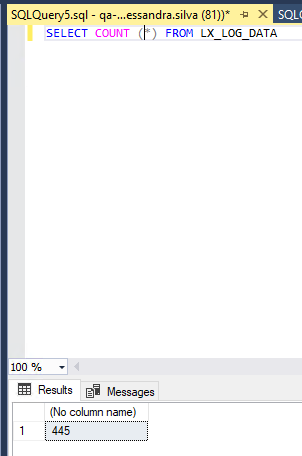 SQLQuery5.sql - qa-...essandra.silva (81))*
SQLQ
SELECT COUNT (*) FROM LX_LOG_DATA
100 %
Results
Messages
(No column name)
1 445